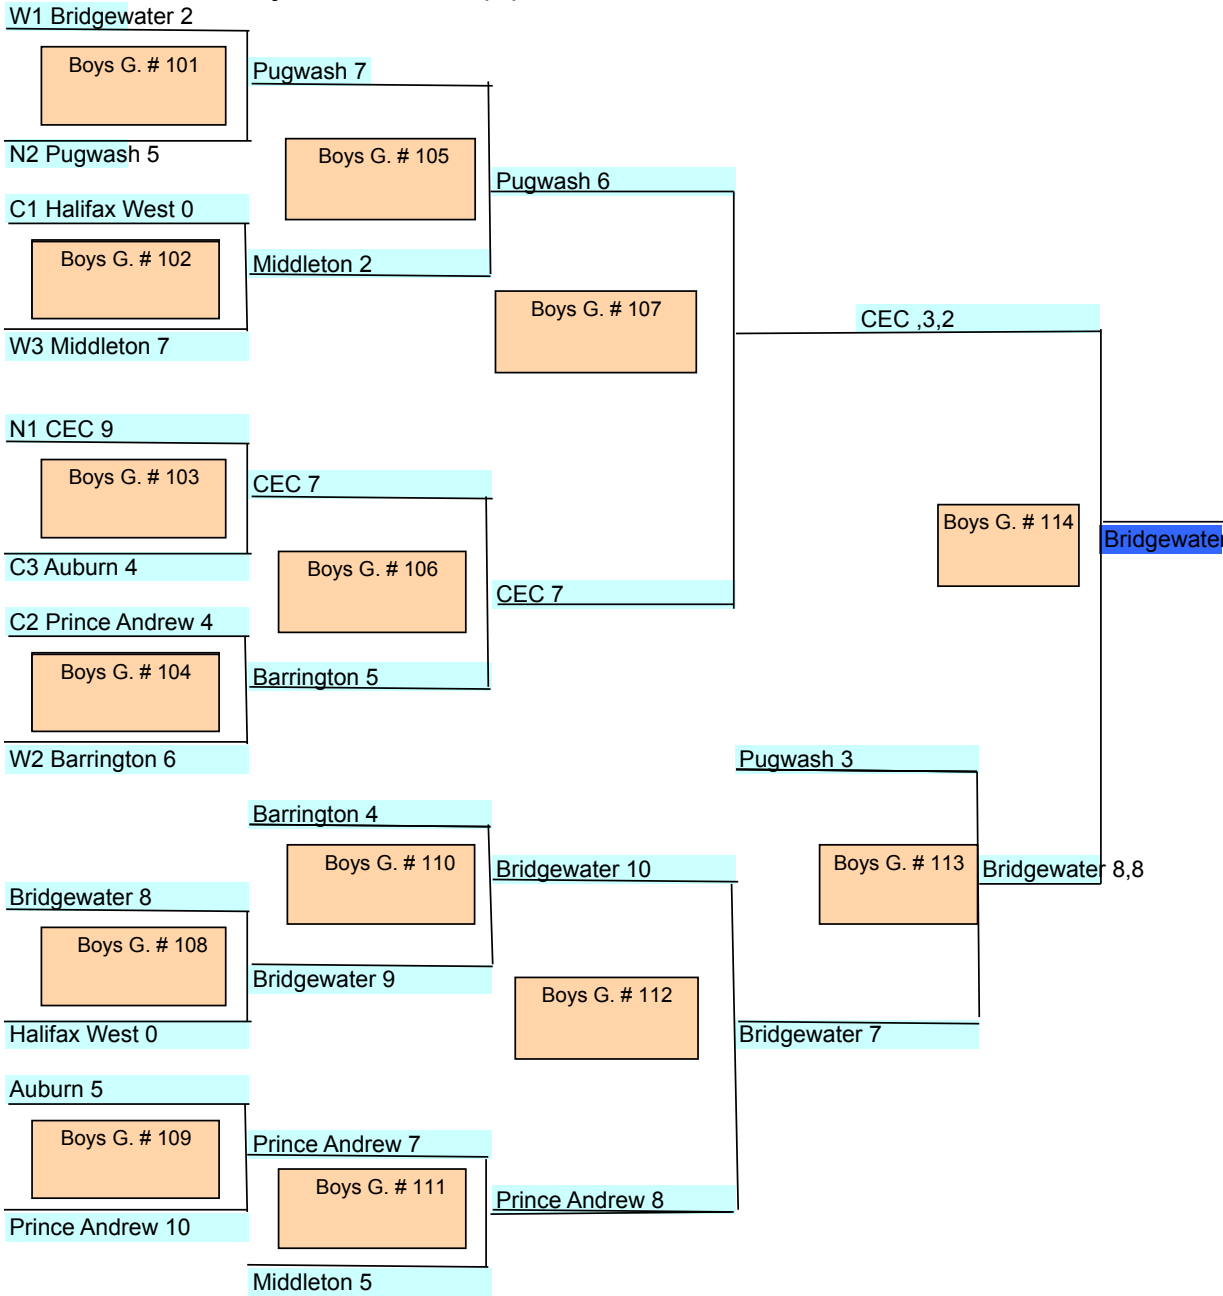 W1 Bridgewater 2
Boys G. # 101
Pugwash 7
N2 Pugwash 5
Boys G. # 105
Pugwash 6
C1 Halifax West 0
Boys G. # 102
Middleton 2
Boys G. # 107
CEC ,3,2
W3 Middleton 7
N1 CEC 9
Boys G. # 103
CEC 7
Boys G. # 114
Bridgewater
C3 Auburn 4
Boys G. # 106
CEC 7
C2 Prince Andrew 4
Boys G. # 104
Barrington 5
W2 Barrington 6
Pugwash 3
Barrington 4
Boys G. # 110
Bridgewater 10
Boys G. # 113
Bridgewater 8,8
Bridgewater 8
Boys G. # 108
Bridgewater 9
Boys G. # 112
Halifax West 0
Bridgewater 7
Auburn 5
Boys G. # 109
Prince Andrew 7
Boys G. # 111
Prince Andrew 8
Prince Andrew 10
Middleton 5